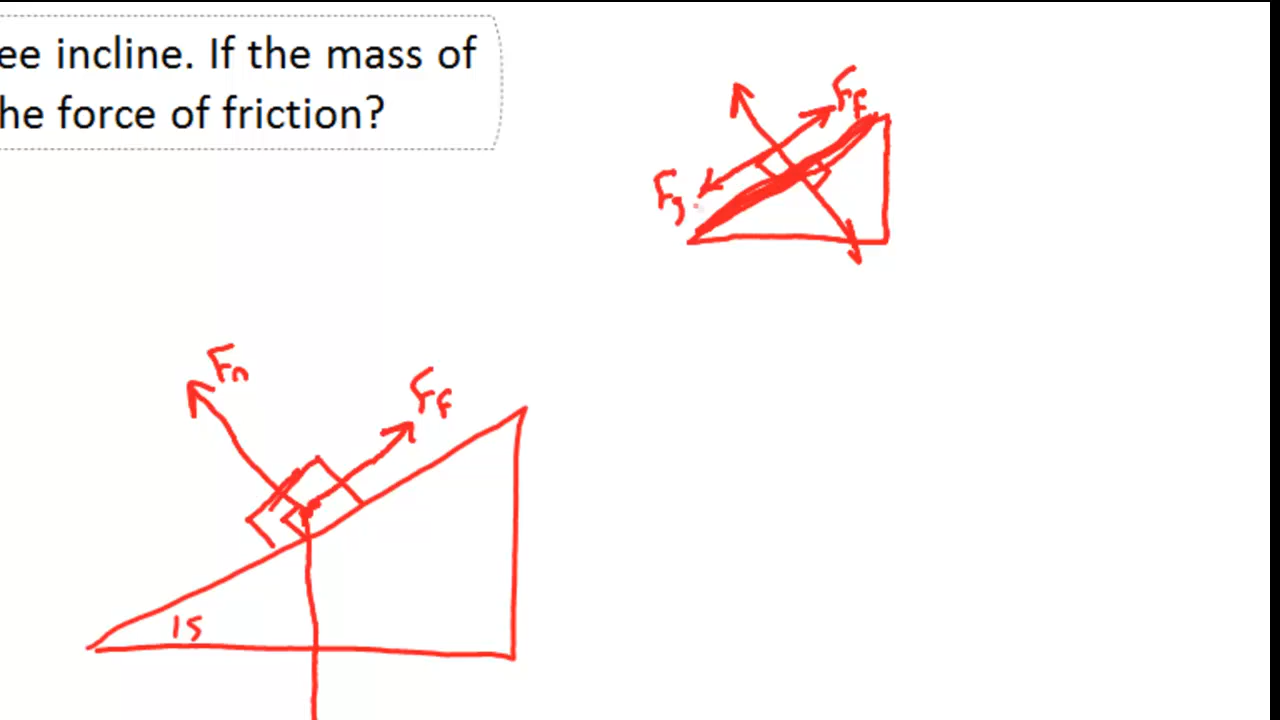 ee incline. If the mass of
he force of friction?
Ff
Fg
Fn
Ff
15